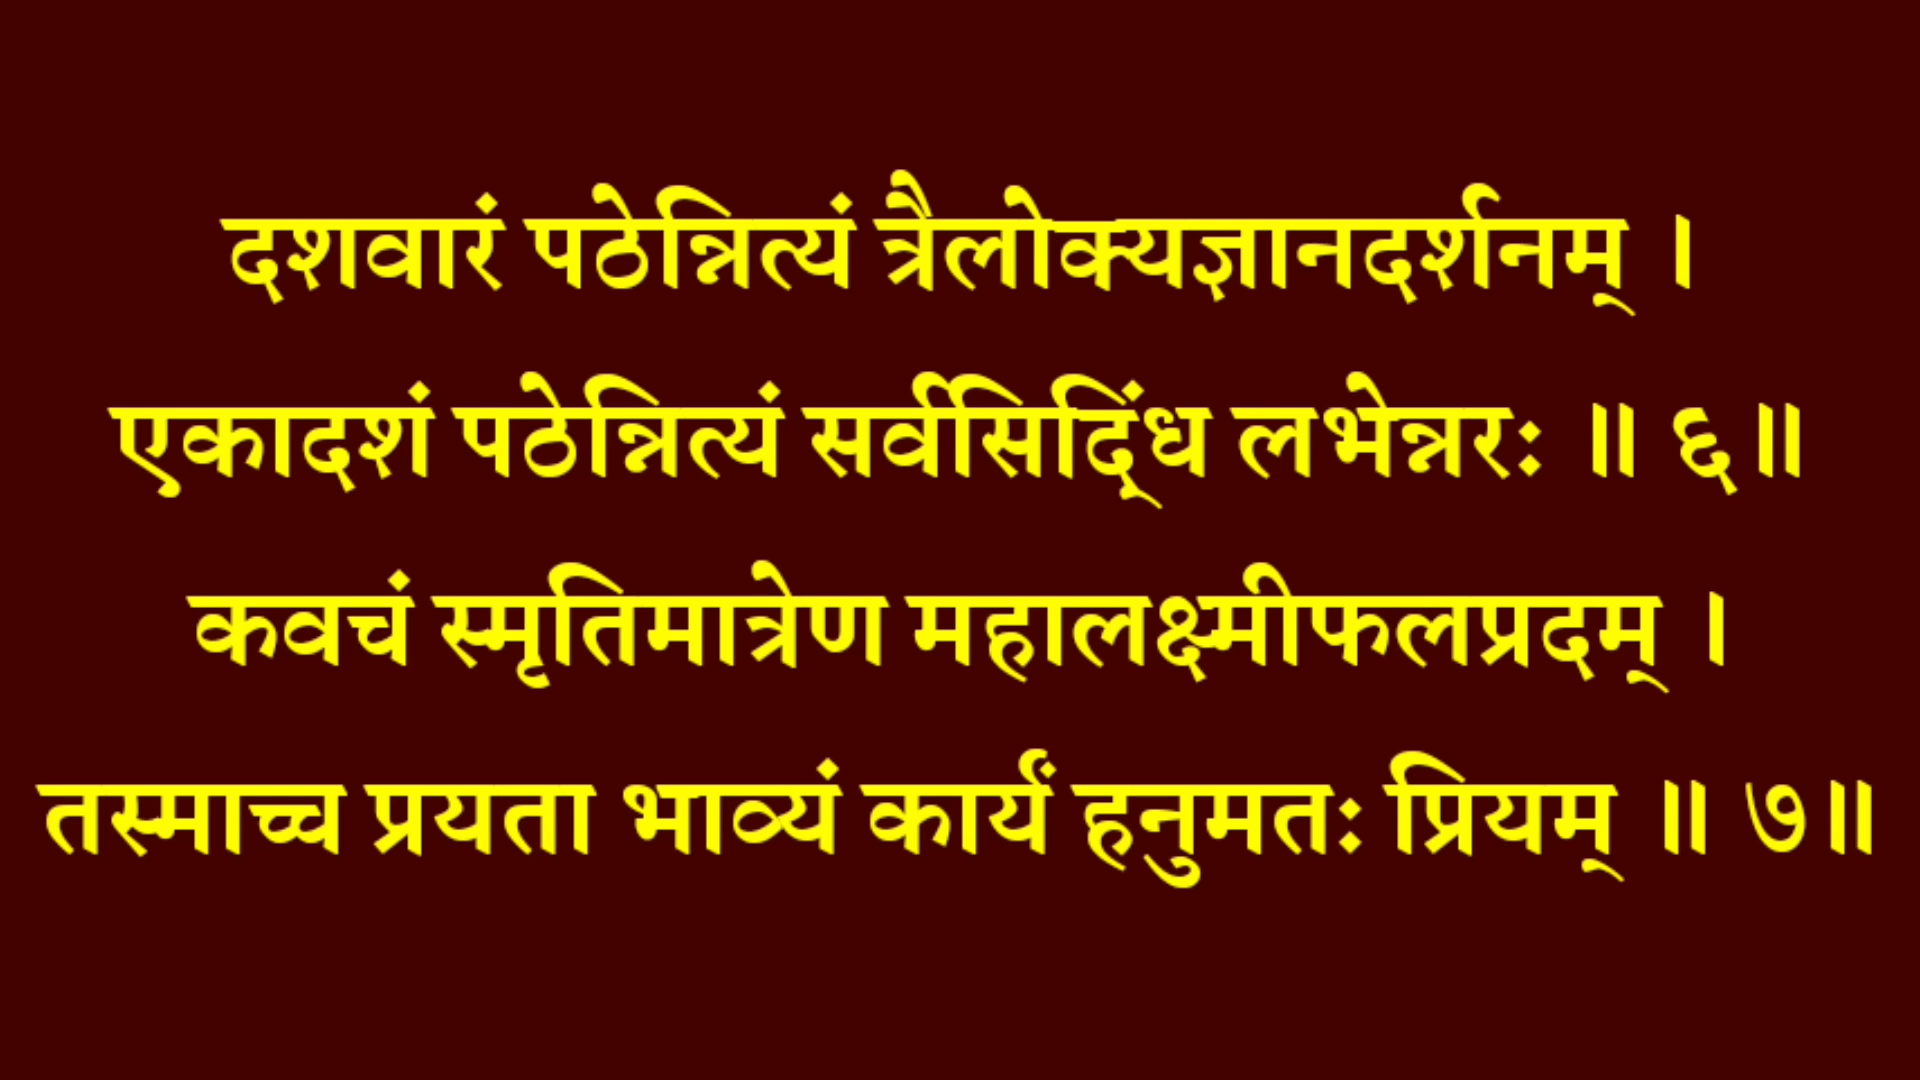 दशवारं पठेन्नित्यं त्रैलोक्यज्ञानदर्शनम् ।
एकादशं पठेन्नित्यं सर्वसिद्धिं लभेन्नरः ॥ ६॥
कवचं स्मृतिमात्रेण महालक्ष्मीफलप्रदम् ।
तस्माच्च प्रयता भाव्यं कार्यं हनुमतः प्रियम् ॥ ७॥